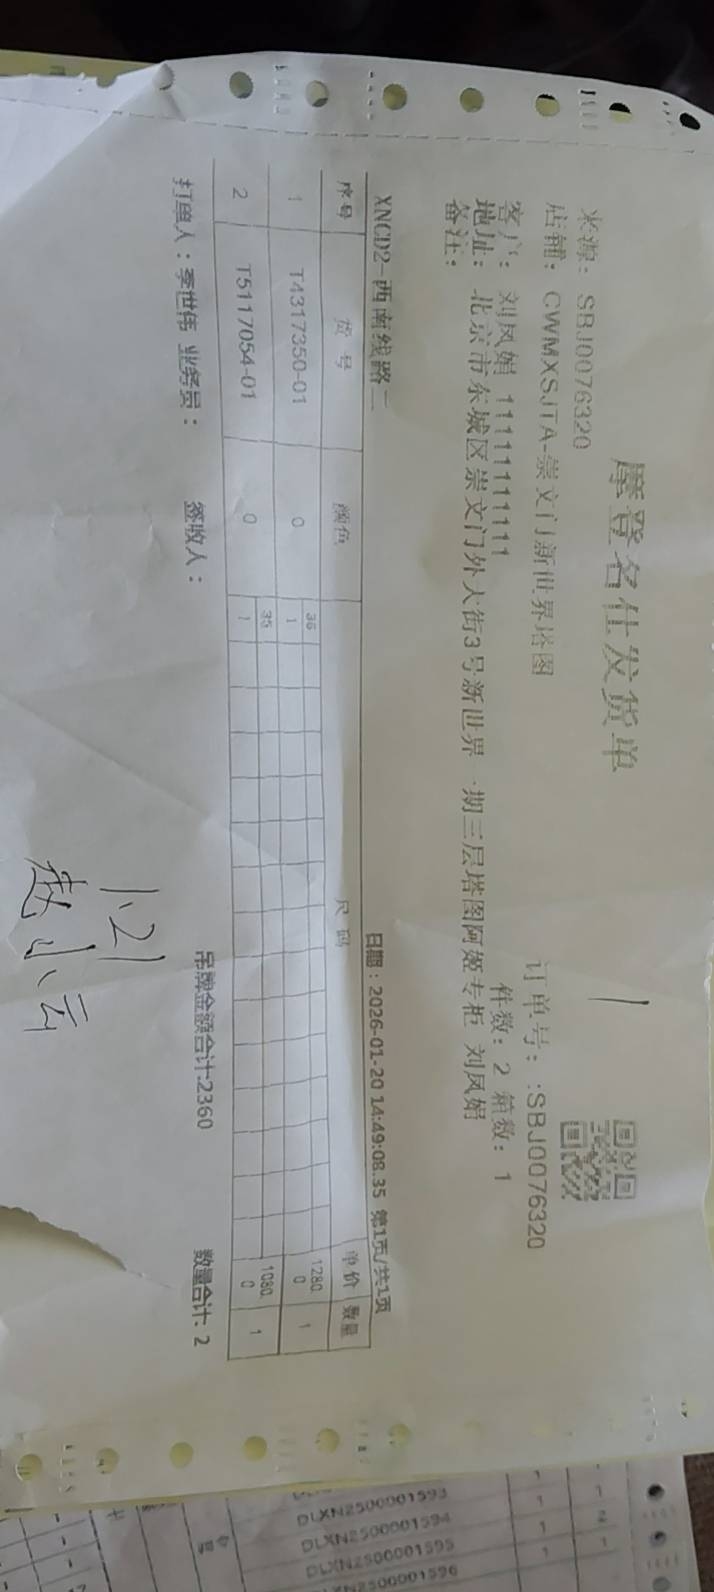 摩登名仕发货单
来源：SBJ0076320
订单号：:SBJ0076320
店铺：CWMXSJTA-崇文门新世界塔图
件数：2 箱数：1
客户：刘凤娟 11111111111
地址：北京市东城区崇文门外大街3号新世界一期三层塔图阿姬专柜 刘凤娟
备注：
XNCD2-西南线路二
日期：2026-01-20 14:49:08.35 第1页/共1页
序号 货号 颜色 尺码 单价 数量
1 T4317350-01 0 36 1 1280.0 1
2 T5117054-01 0 35 1 1080.0 1
吊牌金额合计:2360 数量合计: 2
打单人：李世伟 业务员： 签收人：
1.21
赵小云
DLXN2500001593
DLXN2500001594
DLXN2500001595